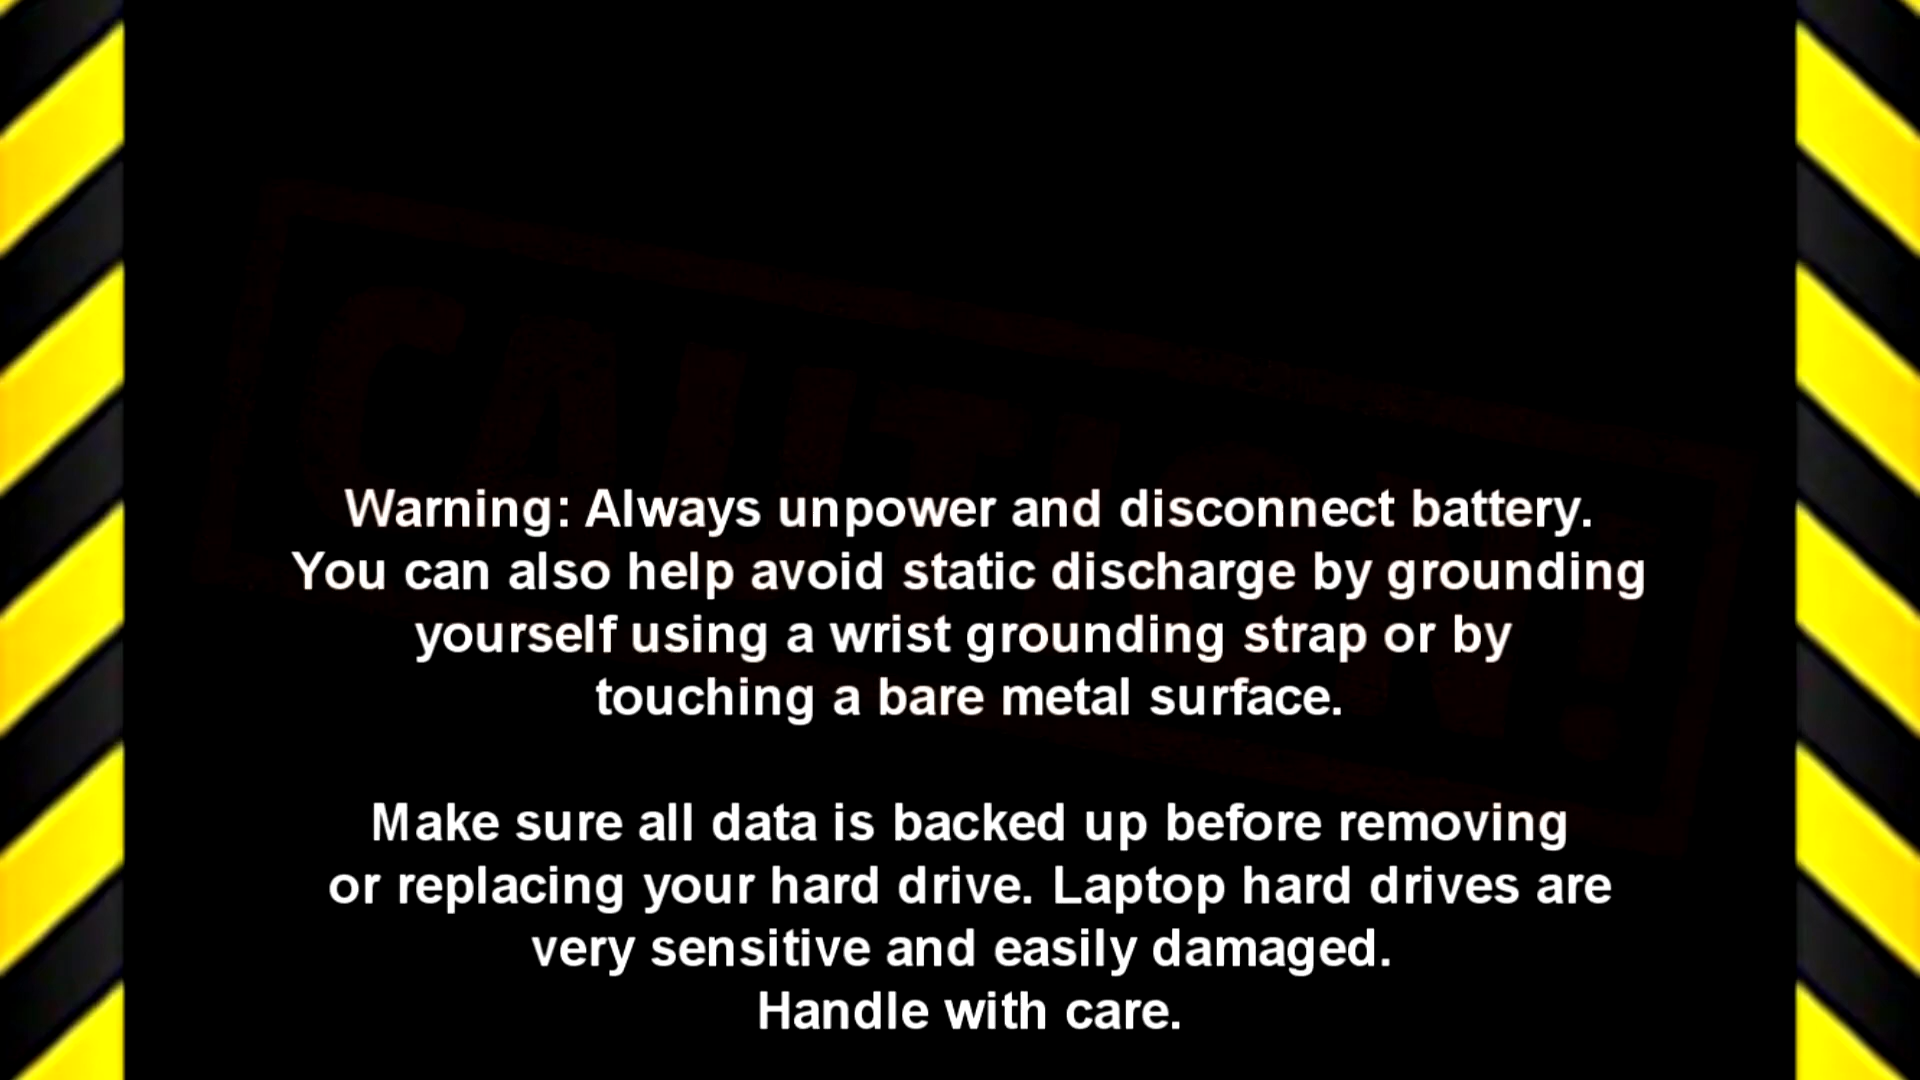 CAUTION!
Warning: Always unpower and disconnect battery.
You can also help avoid static discharge by grounding
yourself using a wrist grounding strap or by
touching a bare metal surface.
Make sure all data is backed up before removing
or replacing your hard drive. Laptop hard drives are
very sensitive and easily damaged.
Handle with care.